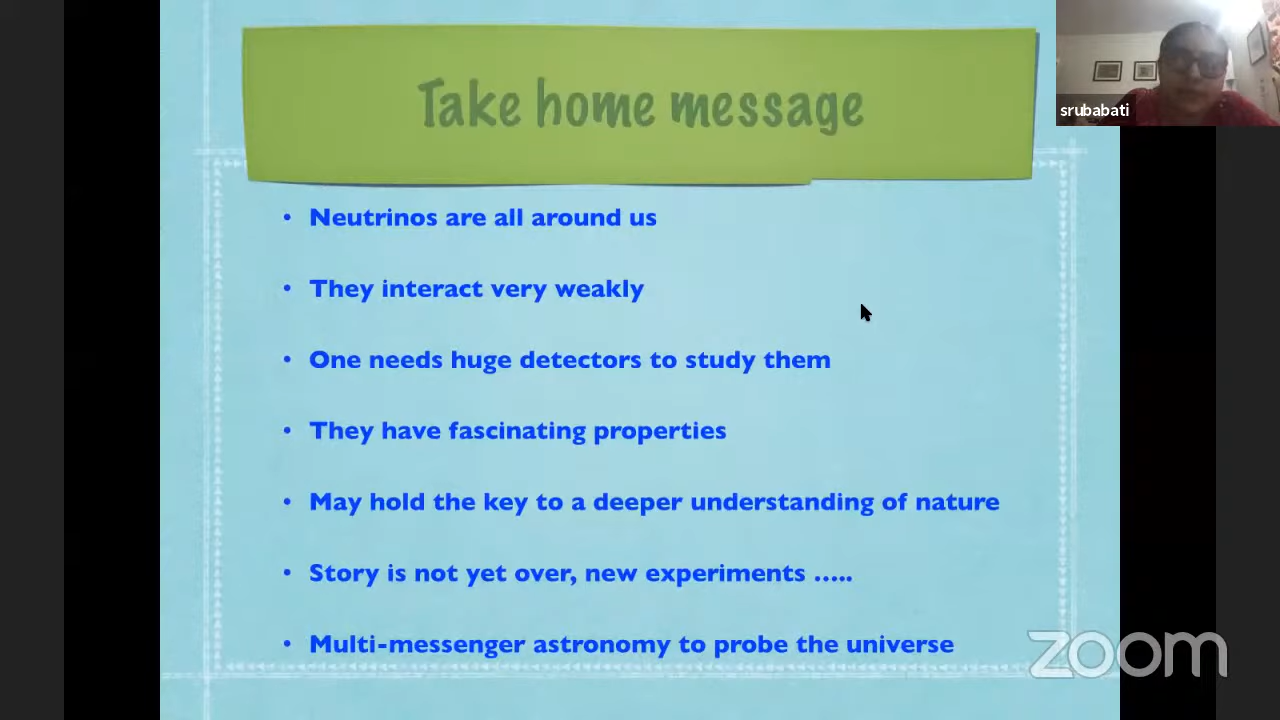 Take home message
srubabati
• Neutrinos are all around us
• They interact very weakly
• One needs huge detectors to study them
• They have fascinating properties
• May hold the key to a deeper understanding of nature
• Story is not yet over, new experiments .....
• Multi-messenger astronomy to probe the universe
zoom